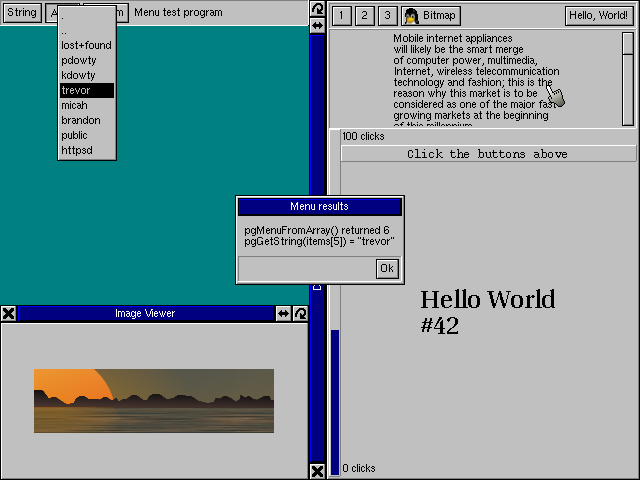 String
Menu test program
.
..
lost+found
pdowty
kdowty
trevor
micah
brandon
public
httpsd
1
2
3
Bitmap
Hello, World!
Mobile internet appliances
will likely be the smart merge
of computer power, multimedia,
Internet, wireless telecommunication
technology and fashion; this is the
reason why this market is to be
considered as one of the major fast
growing markets at the beginning
of this millennium
100 clicks
Click the buttons above
Menu results
pgMenuFromArray() returned 6
pgGetString(items[5]) = "trevor"
Ok
Hello World
#42
Image Viewer
0 clicks